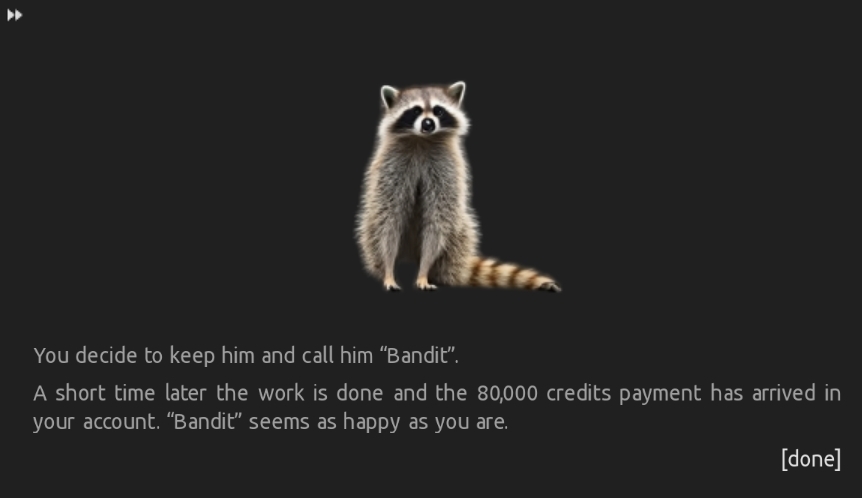 You decide to keep him and call him “Bandit”.
A short time later the work is done and the 80,000 credits payment has arrived in
your account. “Bandit” seems as happy as you are.
[done]